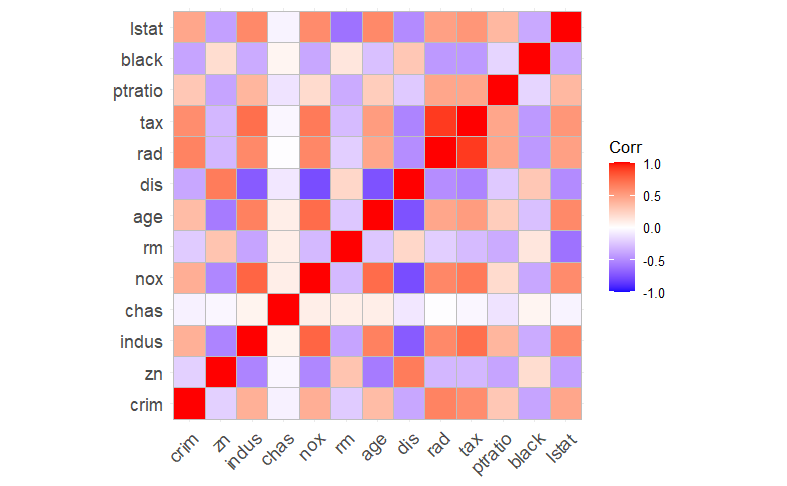 lstat
black
ptratio
tax
rad
dis
age
rm
nox
chas
indus
zn
crim
crim zn indus chas nox rm age dis rad tax ptratio black lstat
Corr
1.0
0.5
0.0
-0.5
-1.0